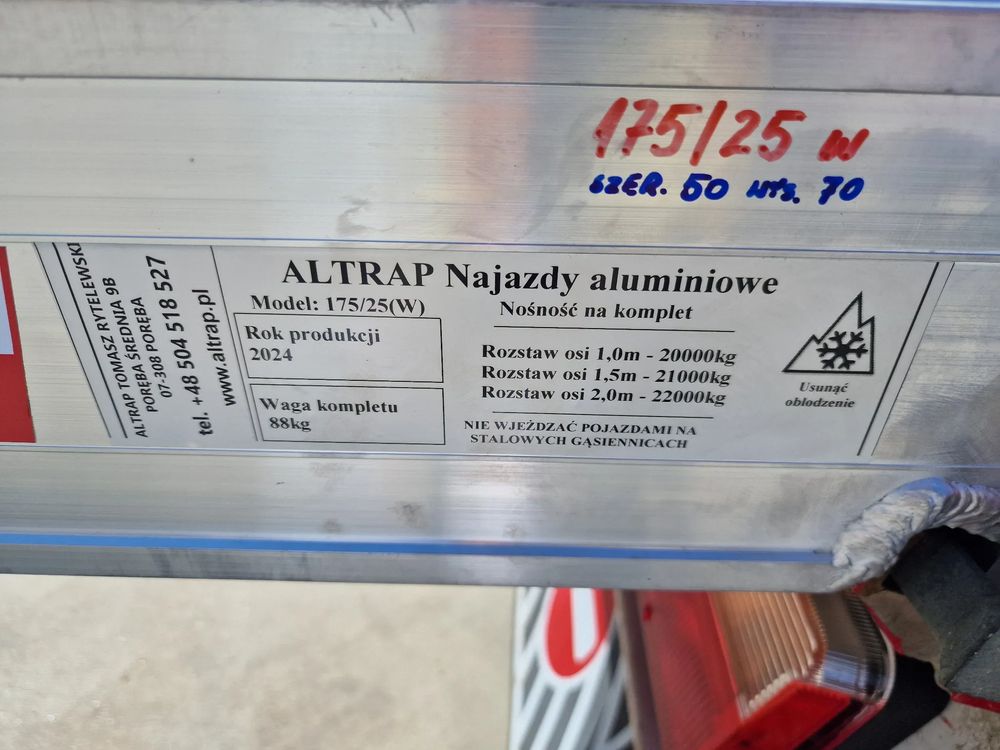 175/25 W
SZER. 50 WYS. 70
ALTRAP TOMASZ RYTELEWSKI
PORĘBA ŚREDNIA 9B
07-308 PORĘBA
tel. +48 504 518 527
www.altrap.pl
ALTRAP Najazdy aluminiowe
Model: 175/25(W)
Rok produkcji
2024
Waga kompletu
88kg
Nośność na komplet
Rozstaw osi 1,0m - 20000kg
Rozstaw osi 1,5m - 21000kg
Rozstaw osi 2,0m - 22000kg
NIE WJEŻDZAĆ POJAZDAMI NA
STALOWYCH GĄSIENNICACH
Usunąć
oblodzenie